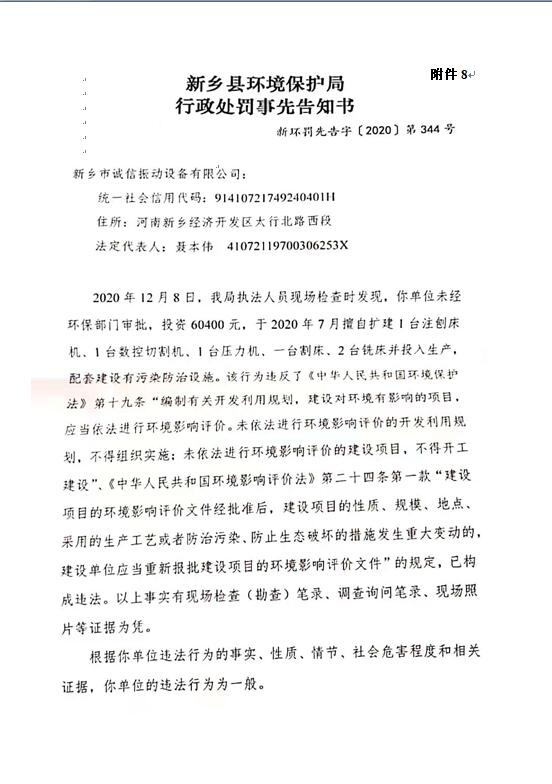 附件 8
新乡县环境保护局
行政处罚事先告知书
新环罚先告字〔2020〕第 344 号
新乡市诚信振动设备有限公司:
统一社会信用代码: 91410721749240401H
住所: 河南新乡经济开发区太行北路西段
法定代表人: 聂本伟 41072119700306253X
2020 年 12 月 8 日, 我局执法人员现场检查时发现, 你单位未经
环保部门审批, 投资 60400 元, 于 2020 年 7 月擅自扩建 1 台注刨床
机、1 台数控切割机、1 台压力机、一台割床、2 台铣床并投入生产,
配套建设有污染防治设施。该行为违反了《中华人民共和国环境保护
法》第十九条“编制有关开发利用规划, 建设对环境有影响的项目,
应当依法进行环境影响评价。未依法进行环境影响评价的开发利用规
划, 不得组织实施; 未依法进行环境影响评价的建设项目, 不得开工
建设”、《中华人民共和国环境影响评价法》第二十四条第一款“建设
项目的环境影响评价文件经批准后, 建设项目的性质、规模、地点、
采用的生产工艺或者防治污染、防止生态破坏的措施发生重大变动的,
建设单位应当重新报批建设项目的环境影响评价文件”的规定, 已构
成违法。以上事实有现场检查(勘查)笔录、调查询问笔录、现场照
片等证据为凭。
根据你单位违法行为的事实、性质、情节、社会危害程度和相关
证据, 你单位的违法行为为一般。